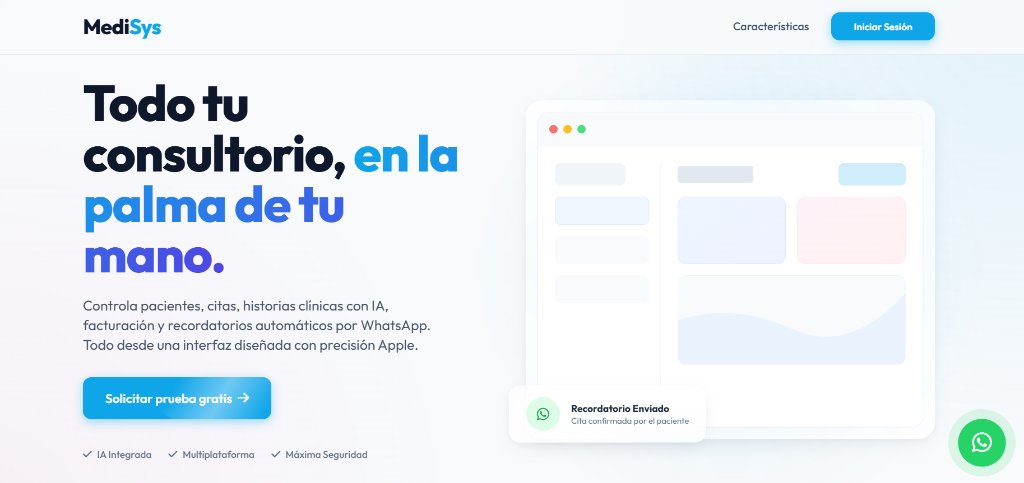 MediSys
Características
Iniciar Sesión
Todo tu
consultorio, en la
palma de tu
mano.
Controla pacientes, citas, historias clínicas con IA,
facturación y recordatorios automáticos por WhatsApp.
Todo desde una interfaz diseñada con precisión Apple.
Solicitar prueba gratis →
IA Integrada
Multiplataforma
Máxima Seguridad
Recordatorio Enviado
Cita confirmada por el paciente